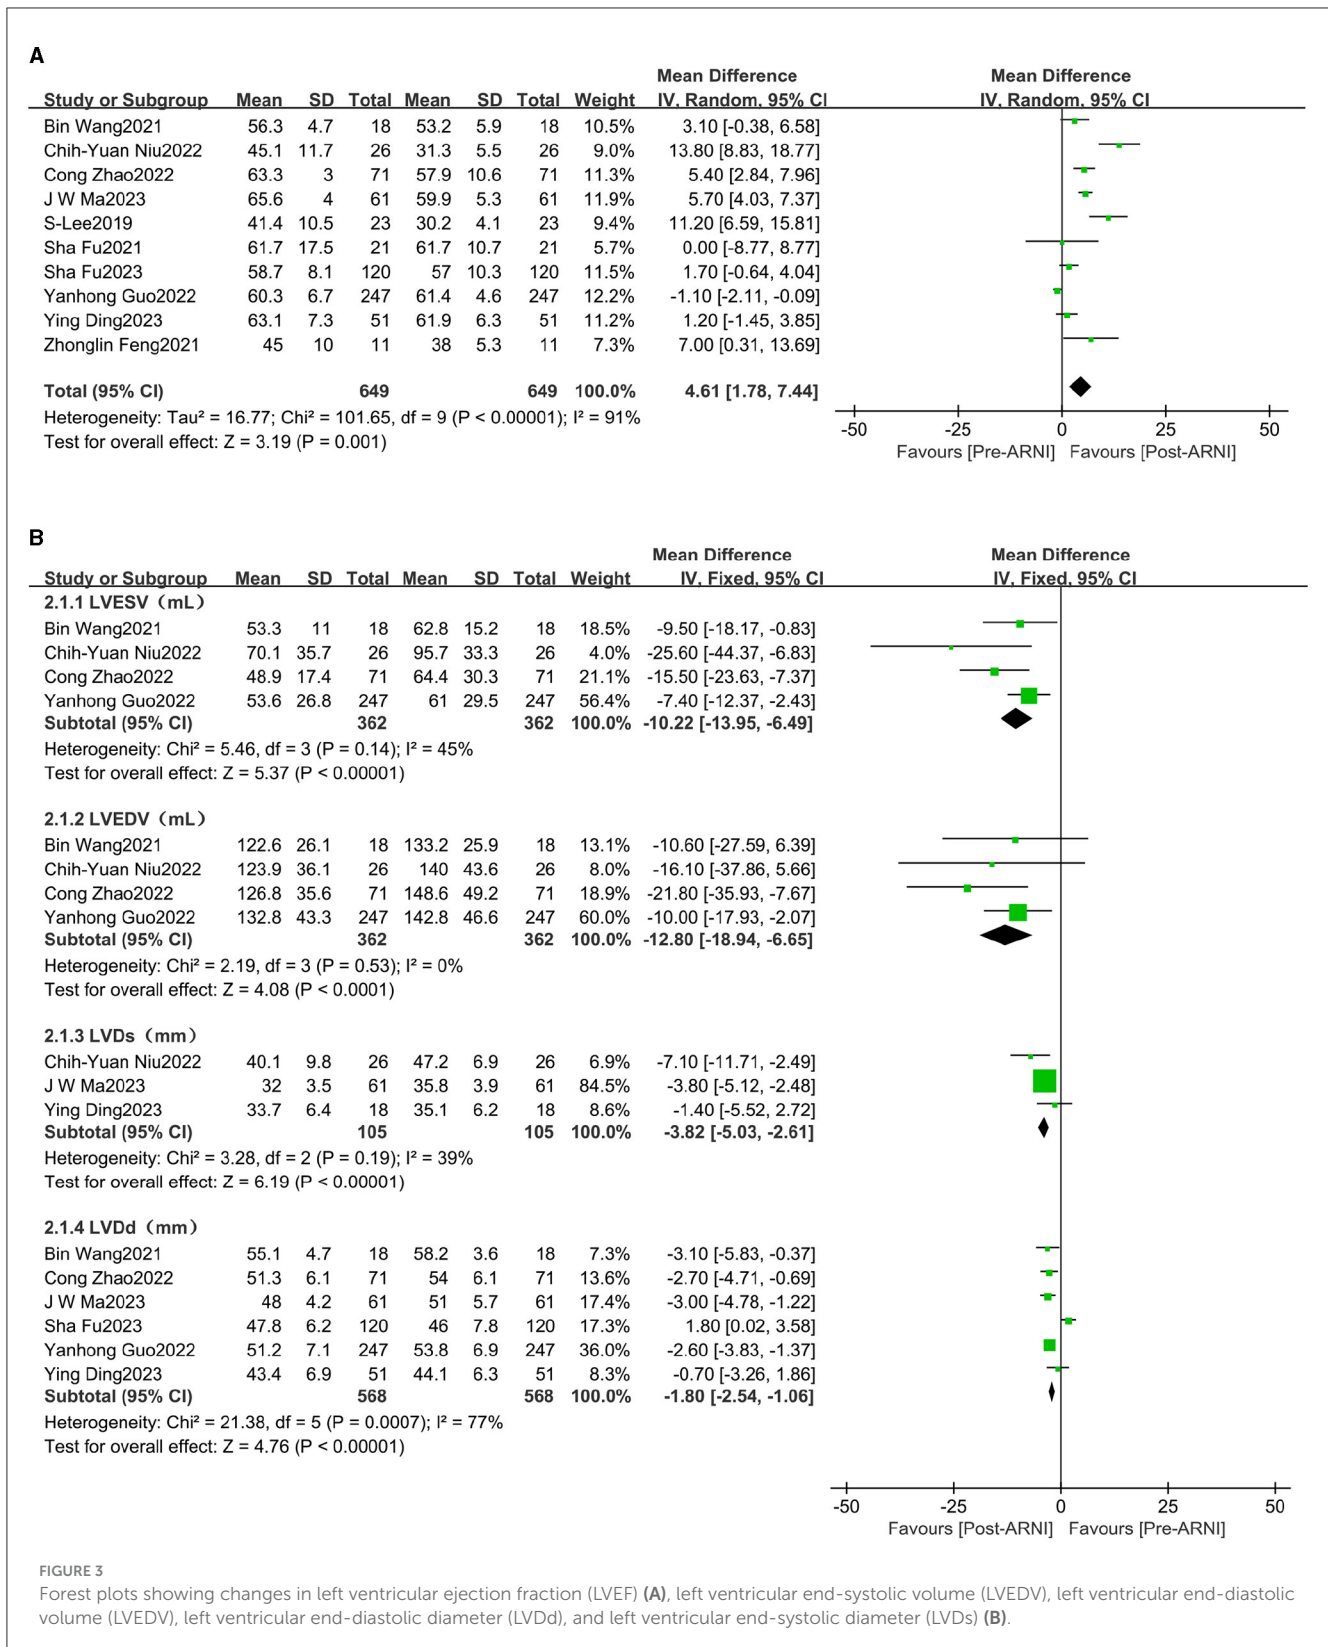 A
Mean Difference Mean Difference
Study or Subgroup Mean SD Total Mean SD Total Weight IV, Random, 95% CI IV, Random, 95% CI
Bin Wang2021 56.3 4.7 18 53.2 5.9 18 10.5% 3.10 [-0.38, 6.58]
Chih-Yuan Niu2022 45.1 11.7 26 31.3 5.5 26 9.0% 13.80 [8.83, 18.77]
Cong Zhao2022 63.3 3 71 57.9 10.6 71 11.3% 5.40 [2.84, 7.96]
J W Ma2023 65.6 4 61 59.9 5.3 61 11.9% 5.70 [4.03, 7.37]
S-Lee2019 41.4 10.5 23 30.2 4.1 23 9.4% 11.20 [6.59, 15.81]
Sha Fu2021 61.7 17.5 21 61.7 10.7 21 5.7% 0.00 [-8.77, 8.77]
Sha Fu2023 58.7 8.1 120 57 10.3 120 11.5% 1.70 [-0.64, 4.04]
Yanhong Guo2022 60.3 6.7 247 61.4 4.6 247 12.2% -1.10 [-2.11, -0.09]
Ying Ding2023 63.1 7.3 51 61.9 6.3 51 11.2% 1.20 [-1.45, 3.85]
Zhonglin Feng2021 45 10 11 38 5.3 11 7.3% 7.00 [0.31, 13.69]
Total (95% CI) 649 649 100.0% 4.61 [1.78, 7.44]
Heterogeneity: Tau² = 16.77; Chi² = 101.65, df = 9 (P < 0.00001); I² = 91%
Test for overall effect: Z = 3.19 (P = 0.001)
-50 -25 0 25 50
Favours [Pre-ARNI] Favours [Post-ARNI]
B
Mean Difference Mean Difference
Study or Subgroup Mean SD Total Mean SD Total Weight IV, Fixed, 95% CI IV, Fixed, 95% CI
2.1.1 LVESV（mL）
Bin Wang2021 53.3 11 18 62.8 15.2 18 18.5% -9.50 [-18.17, -0.83]
Chih-Yuan Niu2022 70.1 35.7 26 95.7 33.3 26 4.0% -25.60 [-44.37, -6.83]
Cong Zhao2022 48.9 17.4 71 64.4 30.3 71 21.1% -15.50 [-23.63, -7.37]
Yanhong Guo2022 53.6 26.8 247 61 29.5 247 56.4% -7.40 [-12.37, -2.43]
Subtotal (95% CI) 362 362 100.0% -10.22 [-13.95, -6.49]
Heterogeneity: Chi² = 5.46, df = 3 (P = 0.14); I² = 45%
Test for overall effect: Z = 5.37 (P < 0.00001)
2.1.2 LVEDV（mL）
Bin Wang2021 122.6 26.1 18 133.2 25.9 18 13.1% -10.60 [-27.59, 6.39]
Chih-Yuan Niu2022 123.9 36.1 26 140 43.6 26 8.0% -16.10 [-37.86, 5.66]
Cong Zhao2022 126.8 35.6 71 148.6 49.2 71 18.9% -21.80 [-35.93, -7.67]
Yanhong Guo2022 132.8 43.3 247 142.8 46.6 247 60.0% -10.00 [-17.93, -2.07]
Subtotal (95% CI) 362 362 100.0% -12.80 [-18.94, -6.65]
Heterogeneity: Chi² = 2.19, df = 3 (P = 0.53); I² = 0%
Test for overall effect: Z = 4.08 (P < 0.0001)
2.1.3 LVDs（mm）
Chih-Yuan Niu2022 40.1 9.8 26 47.2 6.9 26 6.9% -7.10 [-11.71, -2.49]
J W Ma2023 32 3.5 61 35.8 3.9 61 84.5% -3.80 [-5.12, -2.48]
Ying Ding2023 33.7 6.4 18 35.1 6.2 18 8.6% -1.40 [-5.52, 2.72]
Subtotal (95% CI) 105 105 100.0% -3.82 [-5.03, -2.61]
Heterogeneity: Chi² = 3.28, df = 2 (P = 0.19); I² = 39%
Test for overall effect: Z = 6.19 (P < 0.00001)
2.1.4 LVDd（mm）
Bin Wang2021 55.1 4.7 18 58.2 3.6 18 7.3% -3.10 [-5.83, -0.37]
Cong Zhao2022 51.3 6.1 71 54 6.1 71 13.6% -2.70 [-4.71, -0.69]
J W Ma2023 48 4.2 61 51 5.7 61 17.4% -3.00 [-4.78, -1.22]
Sha Fu2023 47.8 6.2 120 46 7.8 120 17.3% 1.80 [0.02, 3.58]
Yanhong Guo2022 51.2 7.1 247 53.8 6.9 247 36.0% -2.60 [-3.83, -1.37]
Ying Ding2023 43.4 6.9 51 44.1 6.3 51 8.3% -0.70 [-3.26, 1.86]
Subtotal (95% CI) 568 568 100.0% -1.80 [-2.54, -1.06]
Heterogeneity: Chi² = 21.38, df = 5 (P = 0.0007); I² = 77%
Test for overall effect: Z = 4.76 (P < 0.00001)
-50 -25 0 25 50
Favours [Post-ARNI] Favours [Pre-ARNI]
FIGURE 3
Forest plots showing changes in left ventricular ejection fraction (LVEF) (A), left ventricular end-systolic volume (LVEDV), left ventricular end-diastolic
volume (LVEDV), left ventricular end-diastolic diameter (LVDd), and left ventricular end-systolic diameter (LVDs) (B).